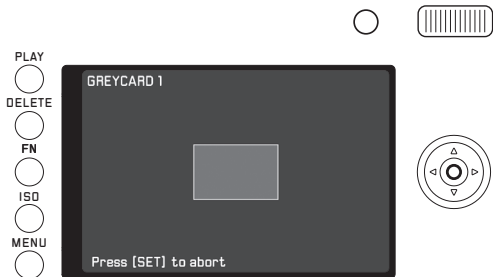 PLAY
DELETE
FN
ISO
MENU
GREYCARD 1
Press [SET] to abort